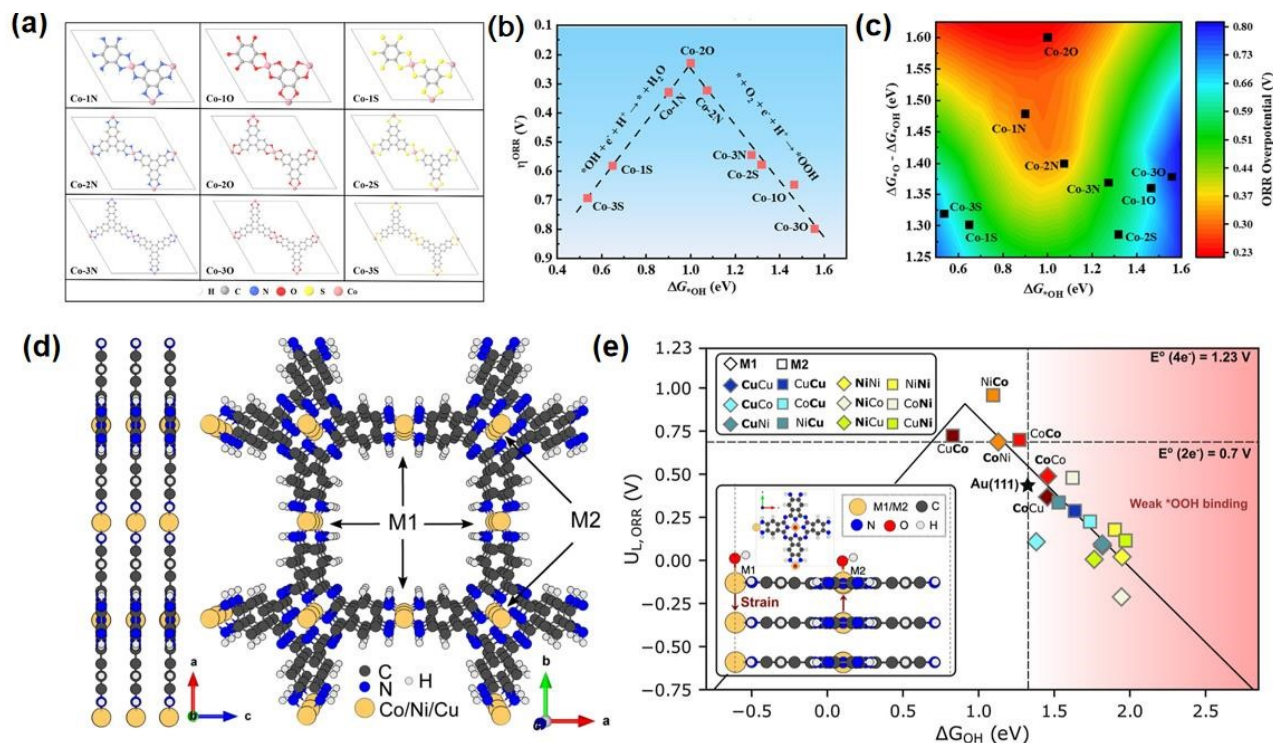 (a)
Co-1N
Co-1O
Co-1S
Co-2N
Co-2O
Co-2S
Co-3N
Co-3O
Co-3S
H C N O S Co
(b)
0.1
0.2
0.3
0.4
0.5
0.6
0.7
0.8
0.9
η^ORR (V)
0.4 0.6 0.8 1.0 1.2 1.4 1.6
ΔG*OH (eV)
*OH + e⁻ + H⁺ → * + H₂O
* + O₂ + e⁻ + H⁺ → *OOH
Co-2O
Co-1N
Co-2N
Co-3N
Co-1S
Co-2S
Co-3S
Co-1O
Co-3O
(c)
1.60
1.55
1.50
1.45
1.40
1.35
1.30
1.25
ΔG*O - ΔG*OH (eV)
0.6 0.8 1.0 1.2 1.4 1.6
ΔG*OH (eV)
Co-2O
Co-1N
Co-2N
Co-3N
Co-3O
Co-1O
Co-3S
Co-1S
Co-2S
0.80
0.72
0.64
0.56
0.47
0.39
0.31
0.23
ORR Overpotential (V)
(d)
M1
M2
C
N
H
Co/Ni/Cu
a
b
c
b
a
c
(e)
1.23
1.00
0.75
0.50
0.25
0.00
−0.25
−0.50
−0.75
U L, ORR (V)
−0.5 0.0 0.5 1.0 1.5 2.0 2.5
ΔG OH (eV)
M1 M2
CuCu CuCu NiNi NiNi
CuCo CoCu NiCo CoNi
CuNi NiCu NiCu CuNi
E° (4e⁻) = 1.23 V
E° (2e⁻) = 0.7 V
Weak *OOH binding
NiCo
CuCo
CoNi
CoCo
CoCo
Au(111)
CoCu
M1/M2 C
N O H
M1
M2
Strain